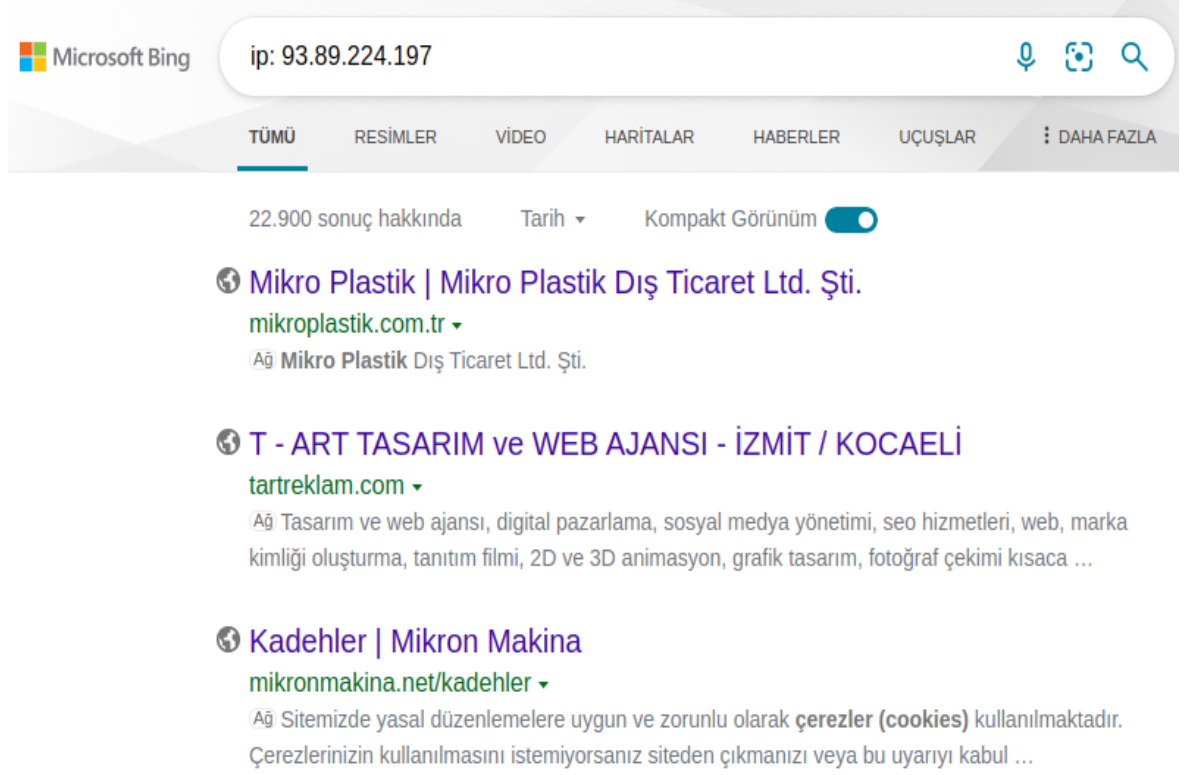 Microsoft Bing
ip: 93.89.224.197
TÜMÜ RESİMLER VİDEO HARİTALAR HABERLER UÇUŞLAR DAHA FAZLA
22.900 sonuç hakkında Tarih Kompakt Görünüm
Mikro Plastik | Mikro Plastik Dış Ticaret Ltd. Şti.
mikroplastik.com.tr
Ağ Mikro Plastik Dış Ticaret Ltd. Şti.
T - ART TASARIM ve WEB AJANSI - İZMİT / KOCAELİ
tartreklam.com
Ağ Tasarım ve web ajansı, digital pazarlama, sosyal medya yönetimi, seo hizmetleri, web, marka
kimliği oluşturma, tanıtım filmi, 2D ve 3D animasyon, grafik tasarım, fotoğraf çekimi kısaca …
Kadehler | Mikron Makina
mikronmakina.net/kadehler
Ağ Sitemizde yasal düzenlemelere uygun ve zorunlu olarak çerezler (cookies) kullanılmaktadır.
Çerezlerinizin kullanılmasını istemiyorsanız siteden çıkmanızı veya bu uyarıyı kabul …